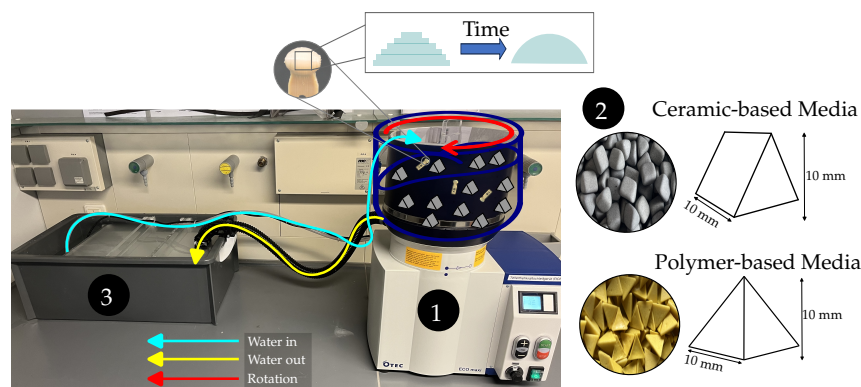 Time
2
Ceramic-based Media
10 mm
10 mm
Polymer-based Media
10 mm
10 mm
3
1
Water in
Water out
Rotation
OTEC
ECO maxi